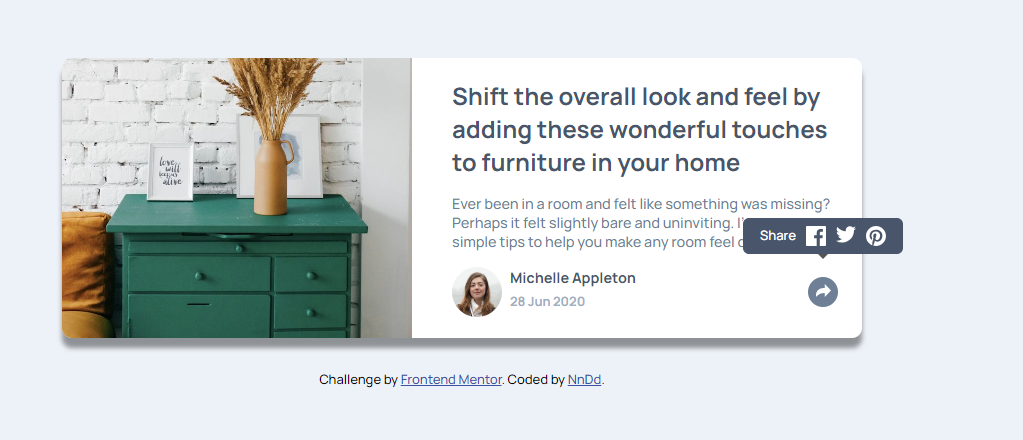 Shift the overall look and feel by
adding these wonderful touches
to furniture in your home
Ever been in a room and felt like something was missing?
Perhaps it felt slightly bare and uninviting.
simple tips to help you make any room feel
Share
Michelle Appleton
28 Jun 2020
love
will
keep us
alive
Challenge by Frontend Mentor. Coded by NnDd.